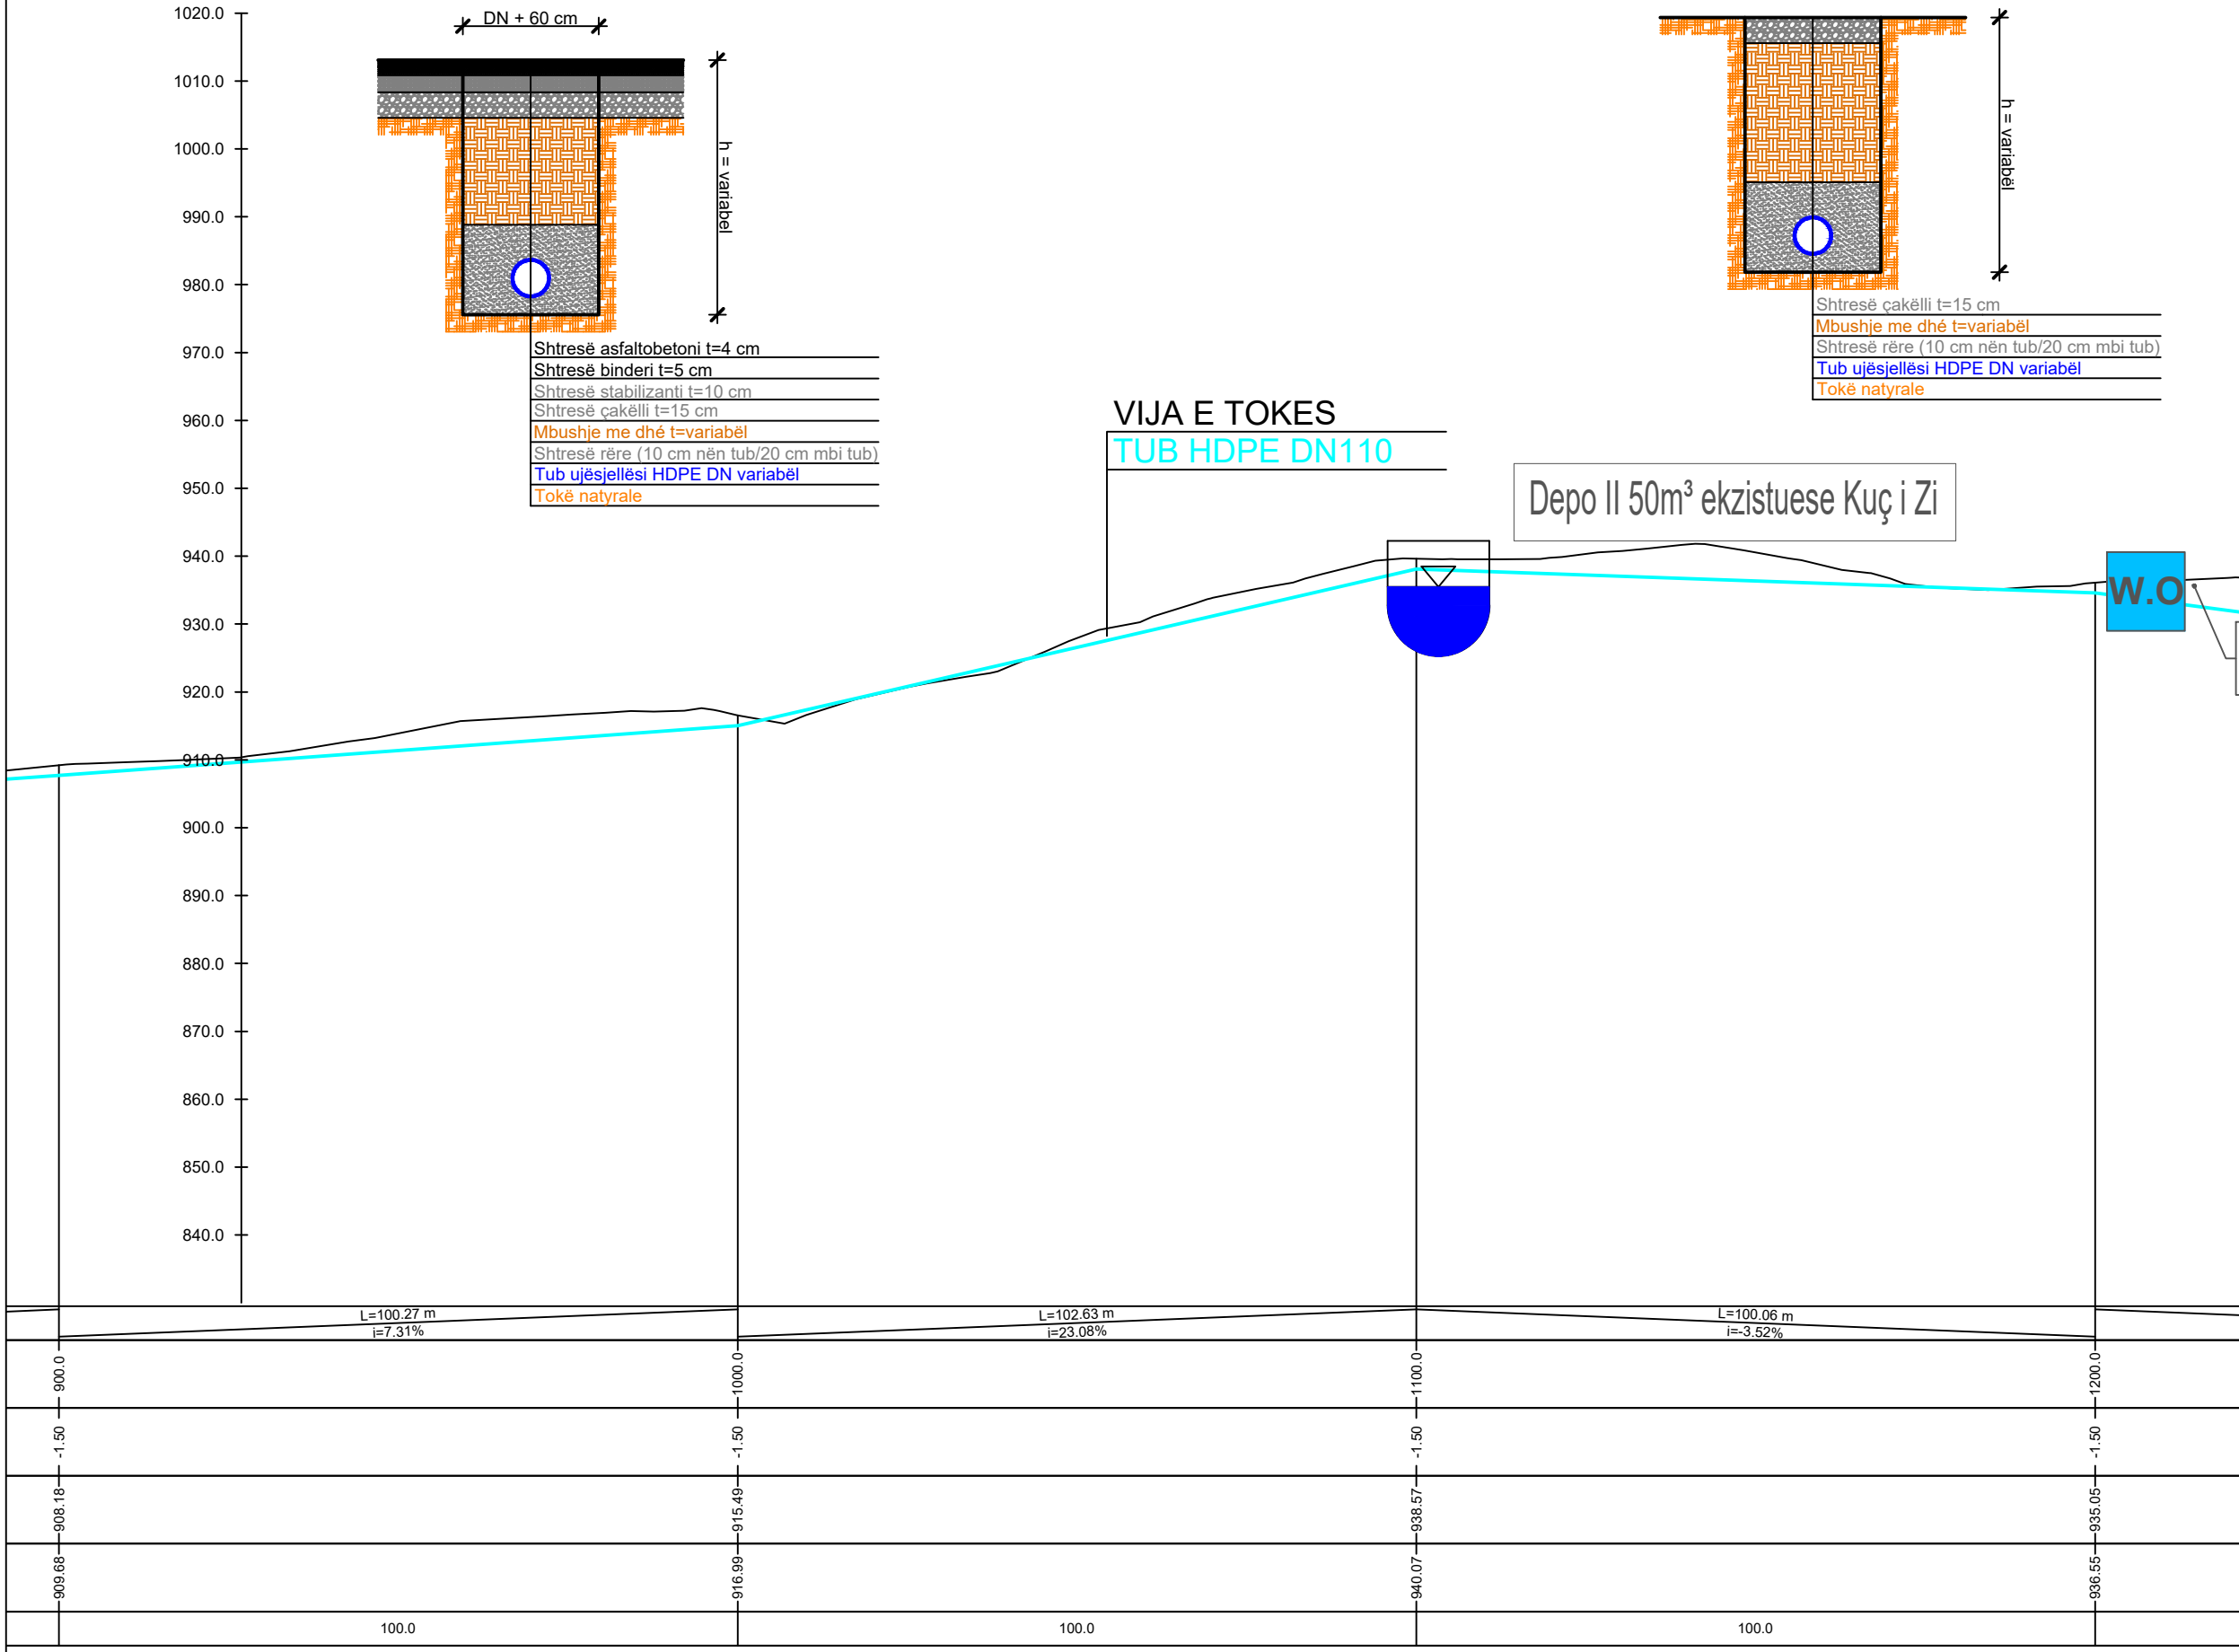 1020.0
1010.0
1000.0
990.0
980.0
970.0
960.0
950.0
940.0
930.0
920.0
910.0
900.0
890.0
880.0
870.0
860.0
850.0
840.0
DN + 60 cm
h = variabel
Shtresë asfaltobetoni t=4 cm
Shtresë binderi t=5 cm
Shtresë stabilizanti t=10 cm
Shtresë çakëlli t=15 cm
Mbushje me dhé t=variabël
Shtresë rëre (10 cm nën tub/20 cm mbi tub)
Tub ujësjellësi HDPE DN variabël
Tokë natyrale
h = variabël
Shtresë çakëlli t=15 cm
Mbushje me dhé t=variabël
Shtresë rëre (10 cm nën tub/20 cm mbi tub)
Tub ujësjellësi HDPE DN variabël
Tokë natyrale
VIJA E TOKES
TUB HDPE DN110
Depo II 50m³ ekzistuese Kuç i Zi
W.O
L=100.27 m
i=7.31%
L=102.63 m
i=23.08%
L=100.06 m
i=-3.52%
900.0
1000.0
1100.0
1200.0
-1.50
-1.50
-1.50
-1.50
908.18
915.49
938.57
935.05
909.68
916.99
940.07
936.55
100.0
100.0
100.0